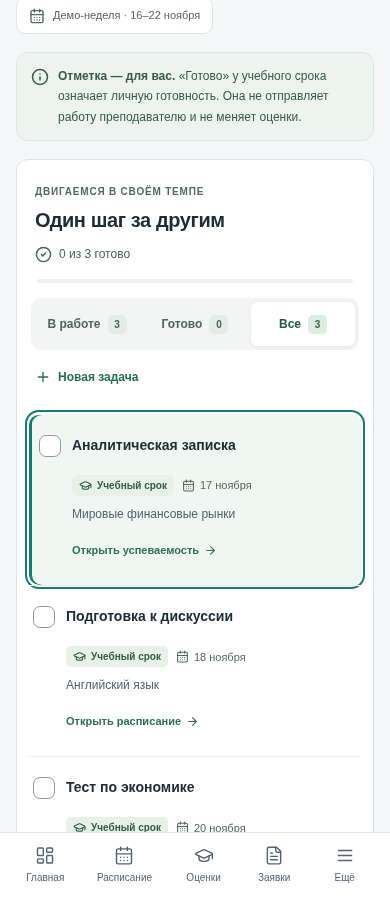 Демо-неделя · 16–22 ноября
Отметка — для вас. «Готово» у учебного срока
означает личную готовность. Она не отправляет
работу преподавателю и не меняет оценки.
ДВИГАЕМСЯ В СВОЁМ ТЕМПЕ
Один шаг за другим
0 из 3 готово
В работе 3 Готово 0 Все 3
Новая задача
Аналитическая записка
Учебный срок 17 ноября
Мировые финансовые рынки
Открыть успеваемость →
Подготовка к дискуссии
Учебный срок 18 ноября
Английский язык
Открыть расписание →
Тест по экономике
Учебный срок 20 ноября
Главная Расписание Оценки Заявки Ещё